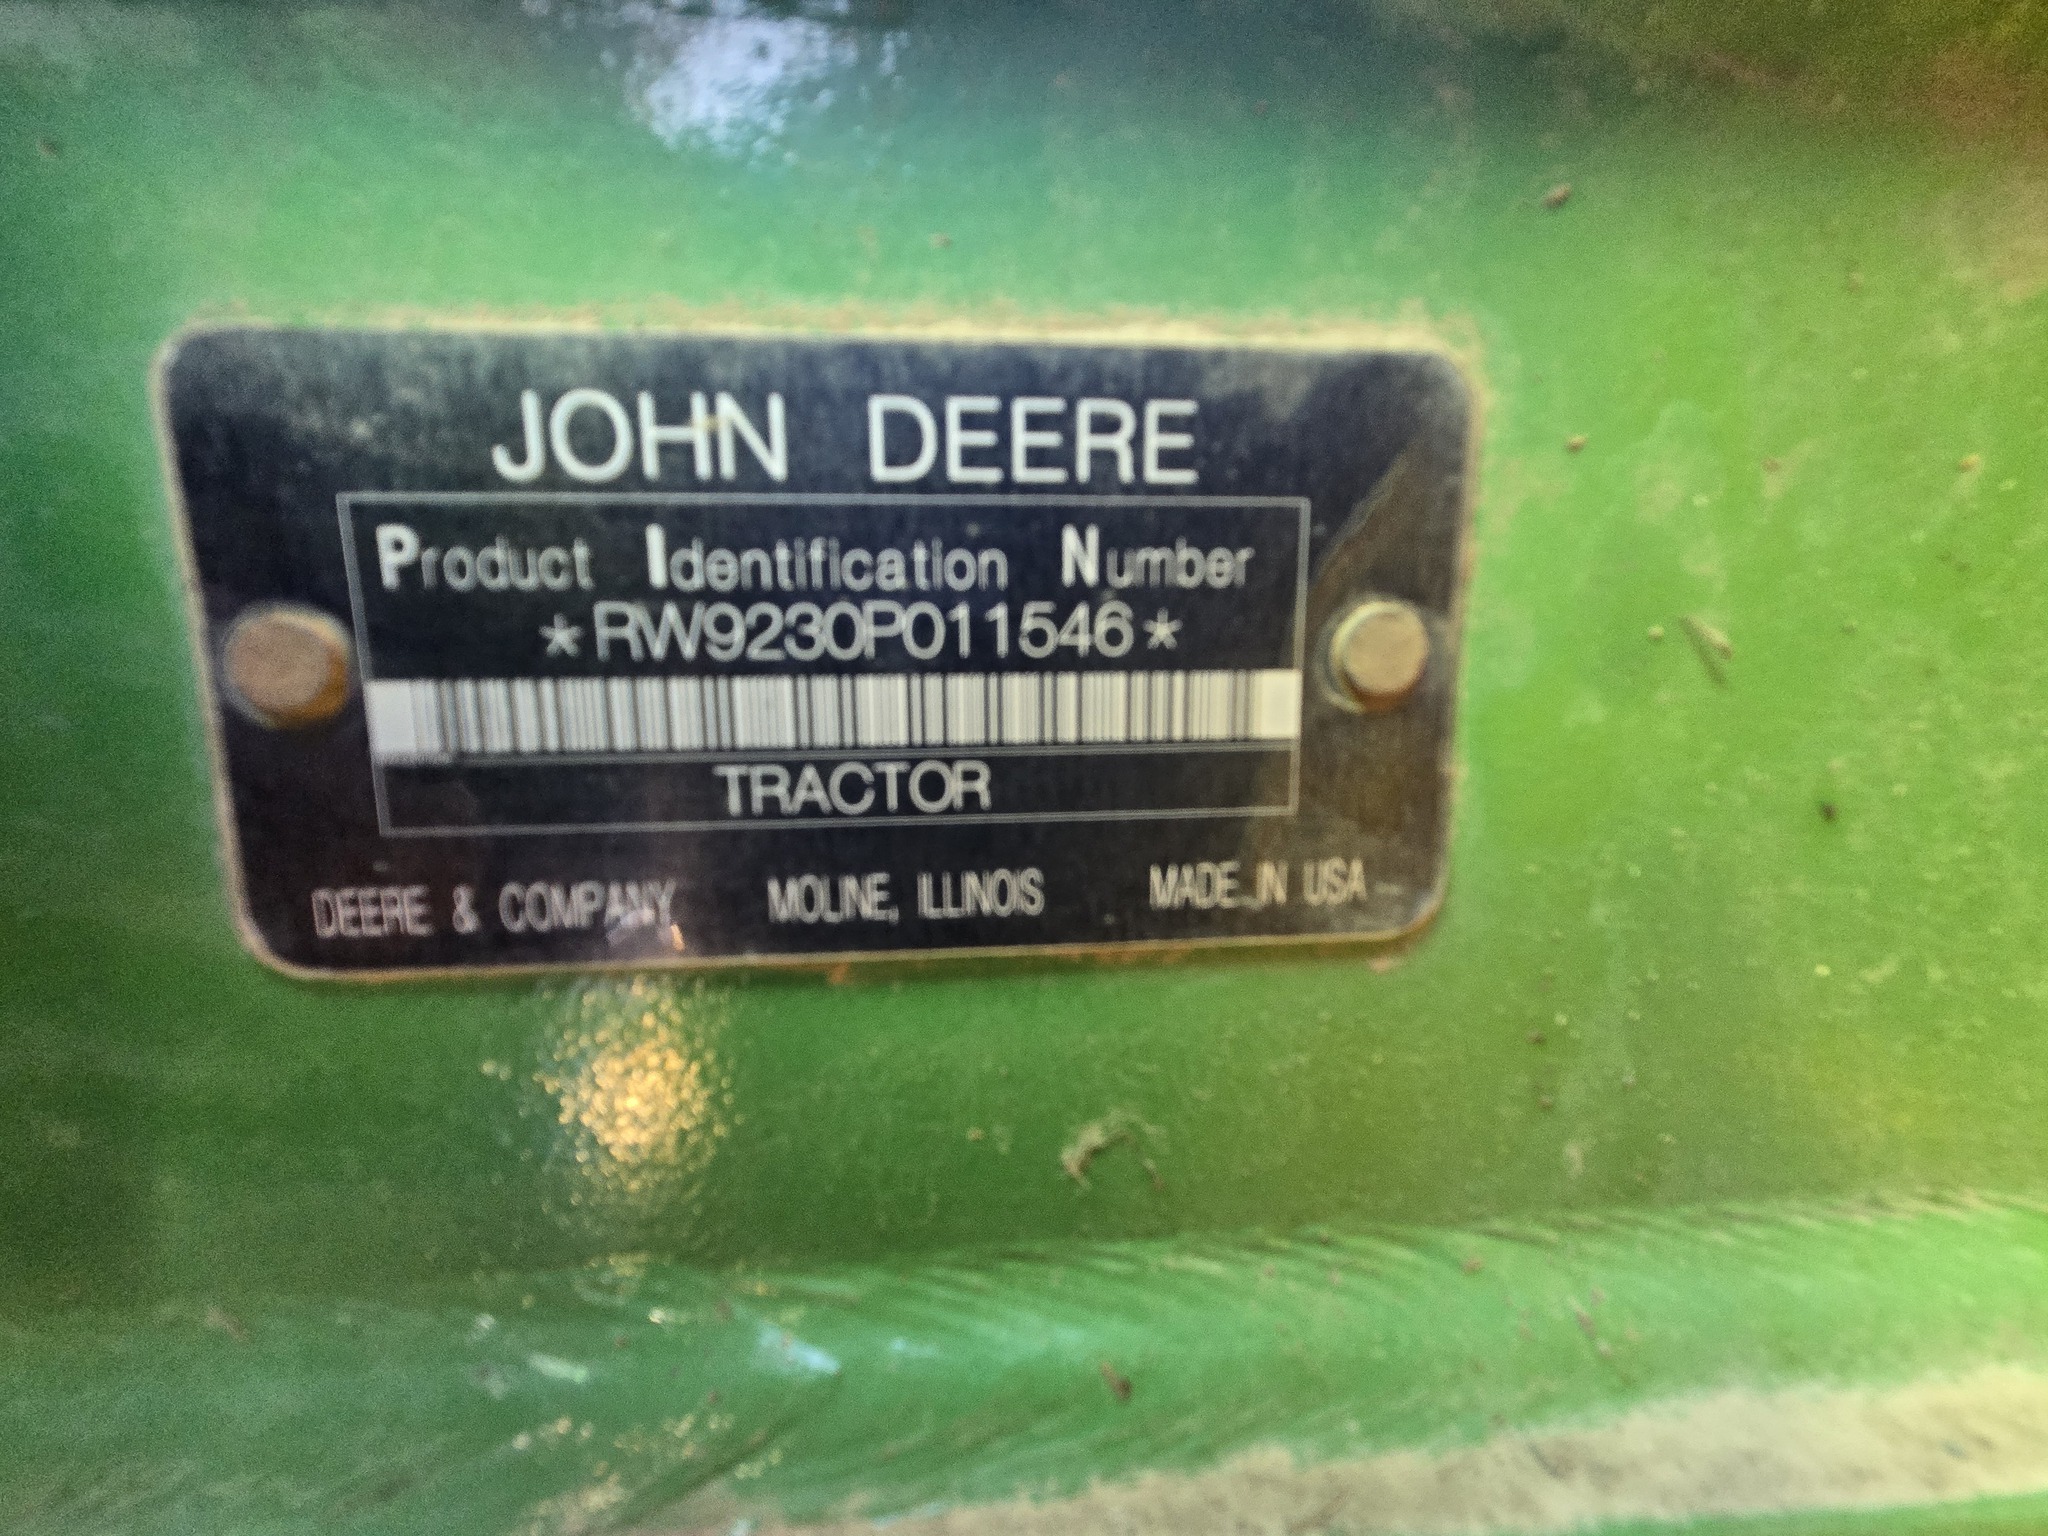 JOHN DEERE
Product Identification Number
*RW9230P011546*
TRACTOR
DEERE & COMPANY MOLINE, ILLINOIS MADE IN USA